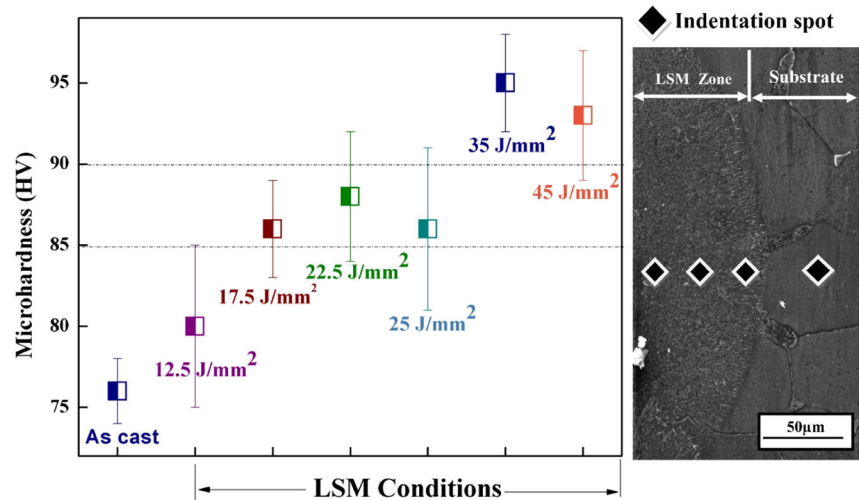 Indentation spot
LSM Zone
Substrate
Microhardness (HV)
95
90
85
80
75
As cast
12.5 J/mm²
17.5 J/mm²
22.5 J/mm²
25 J/mm²
35 J/mm²
45 J/mm²
LSM Conditions
50μm